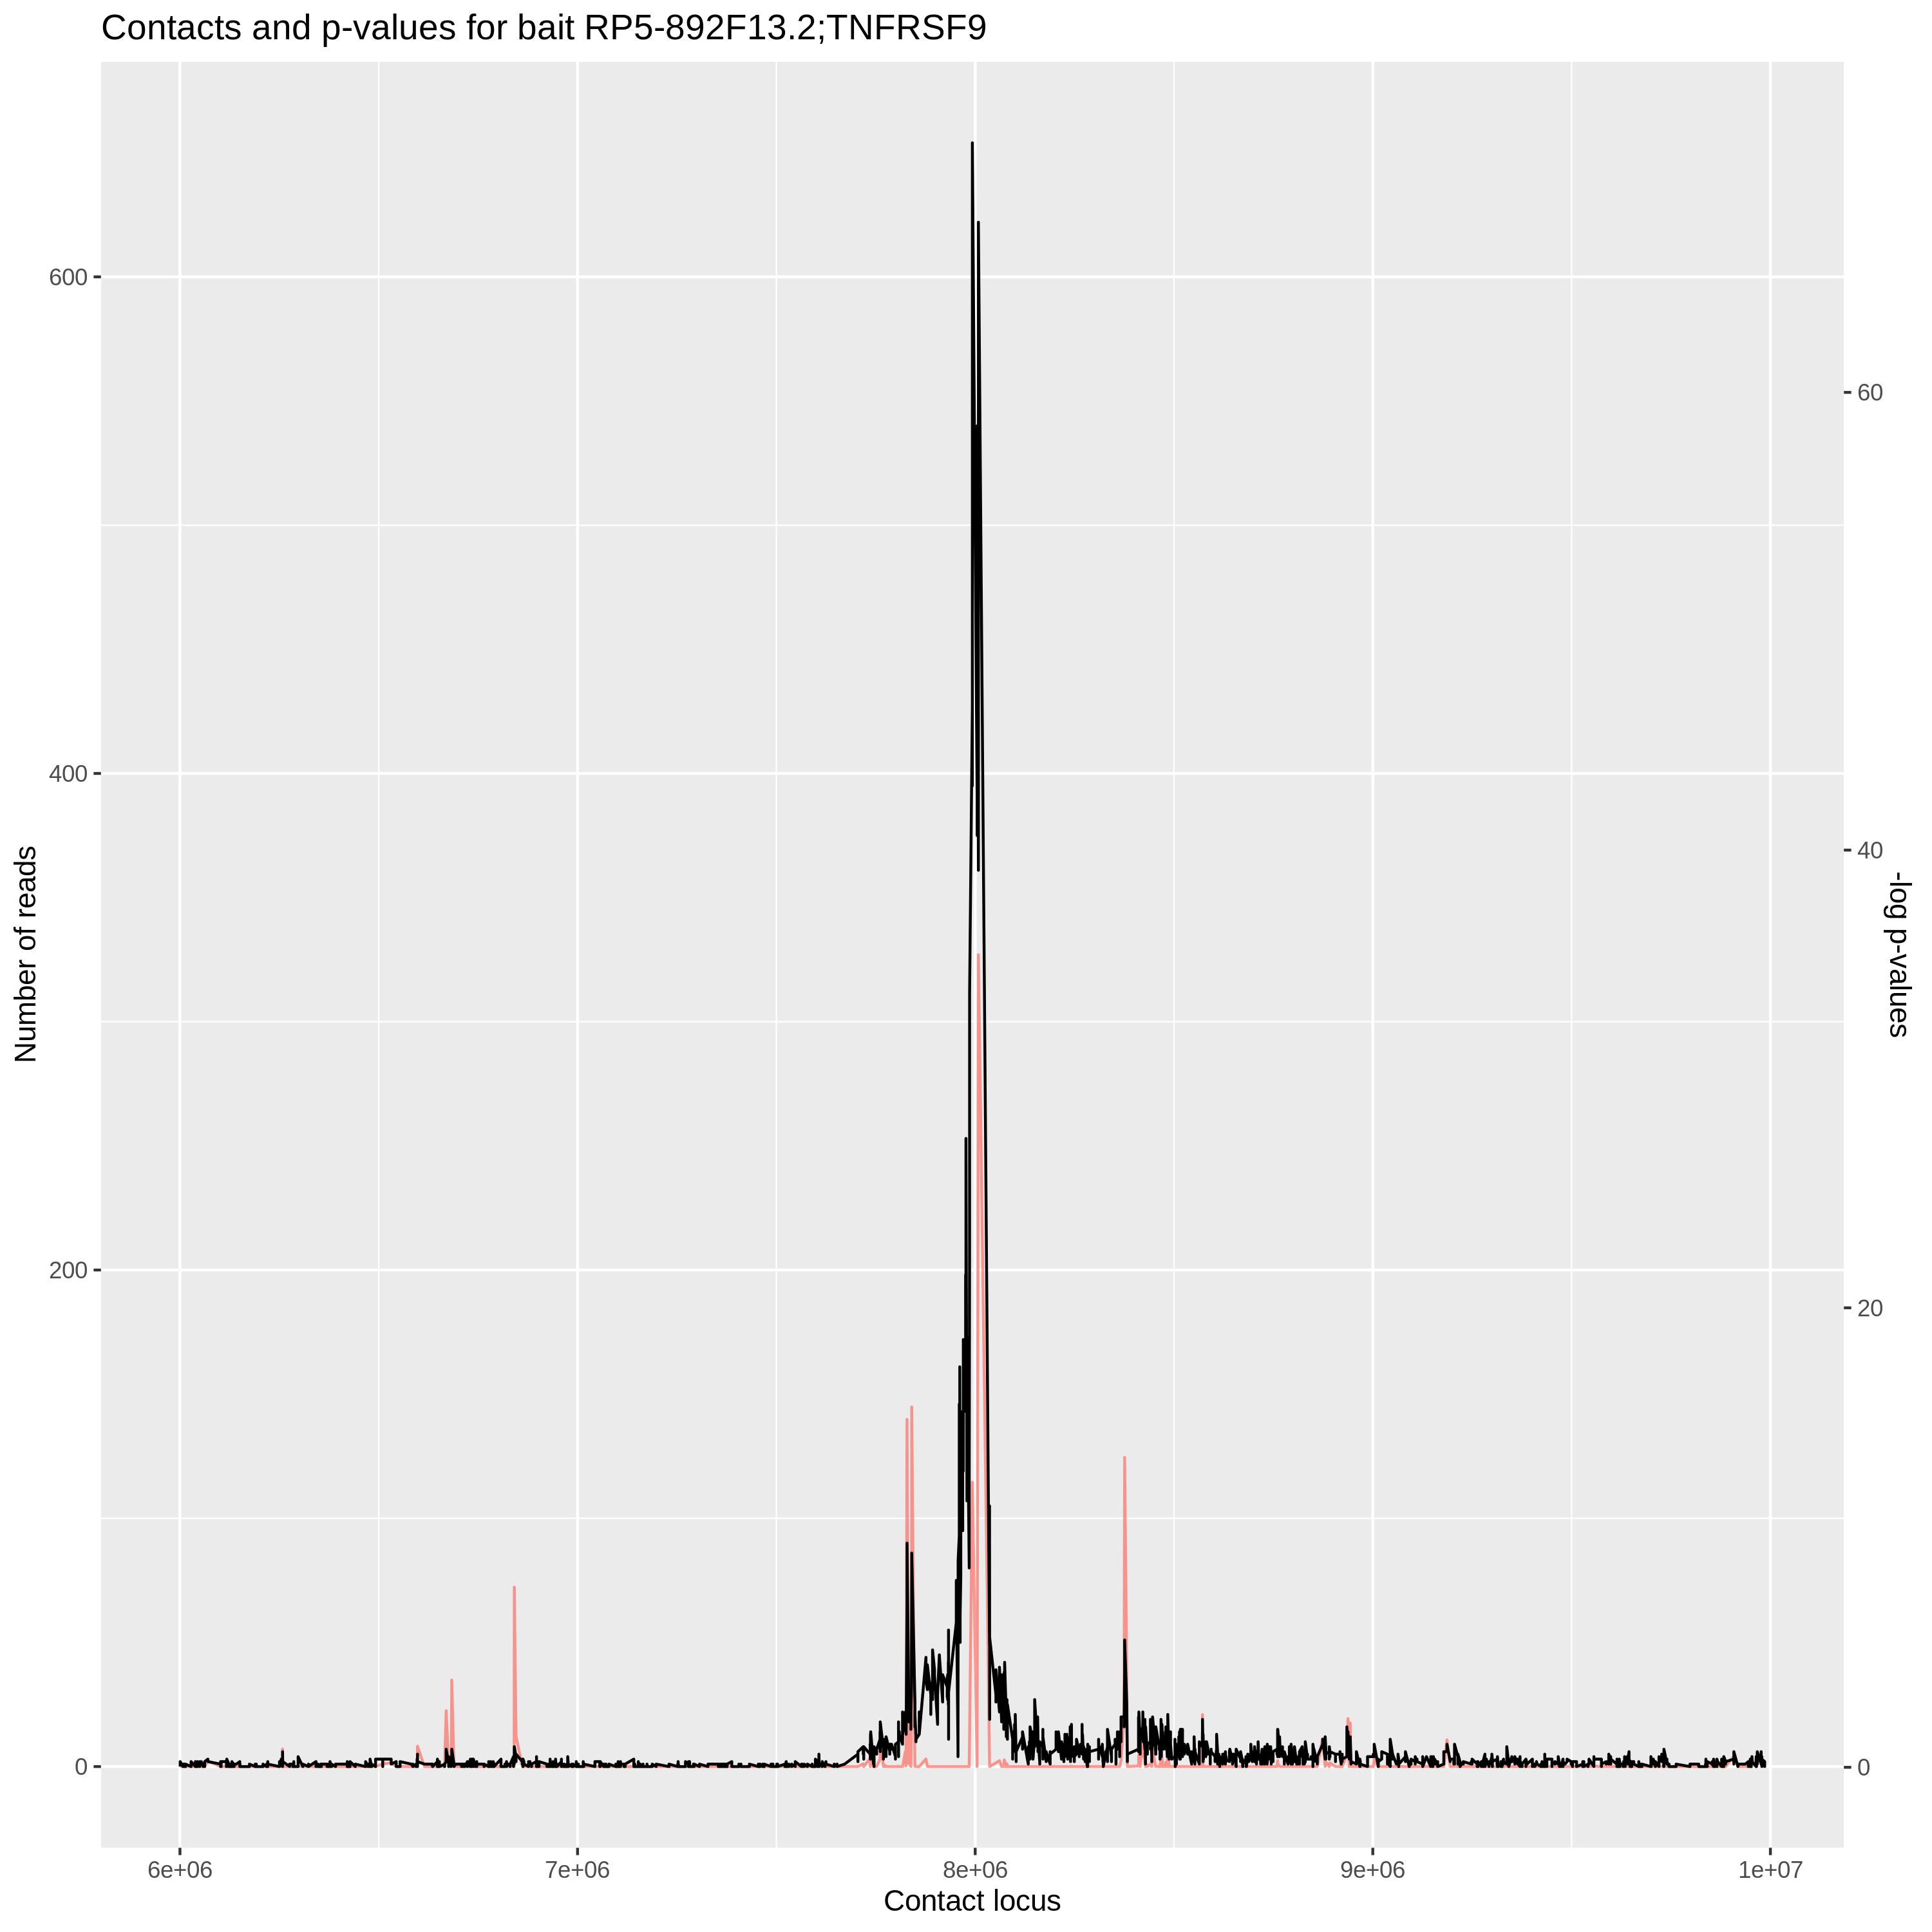 Contacts and p-values for bait RP5-892F13.2;TNFRSF9
600
400
200
0
Number of reads
60
40
20
0
-log p-values
6e+06
7e+06
8e+06
9e+06
1e+07
Contact locus